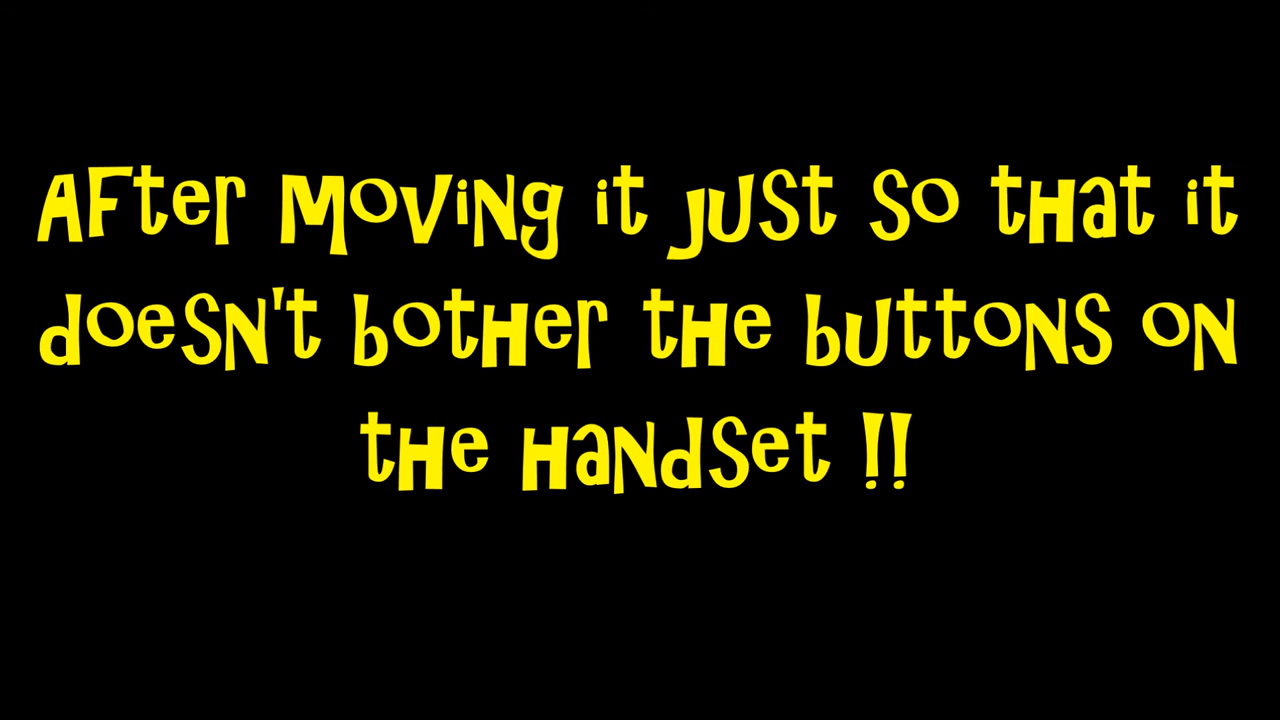 After moving it just so that it
doesn't bother the buttons on
the handset !!